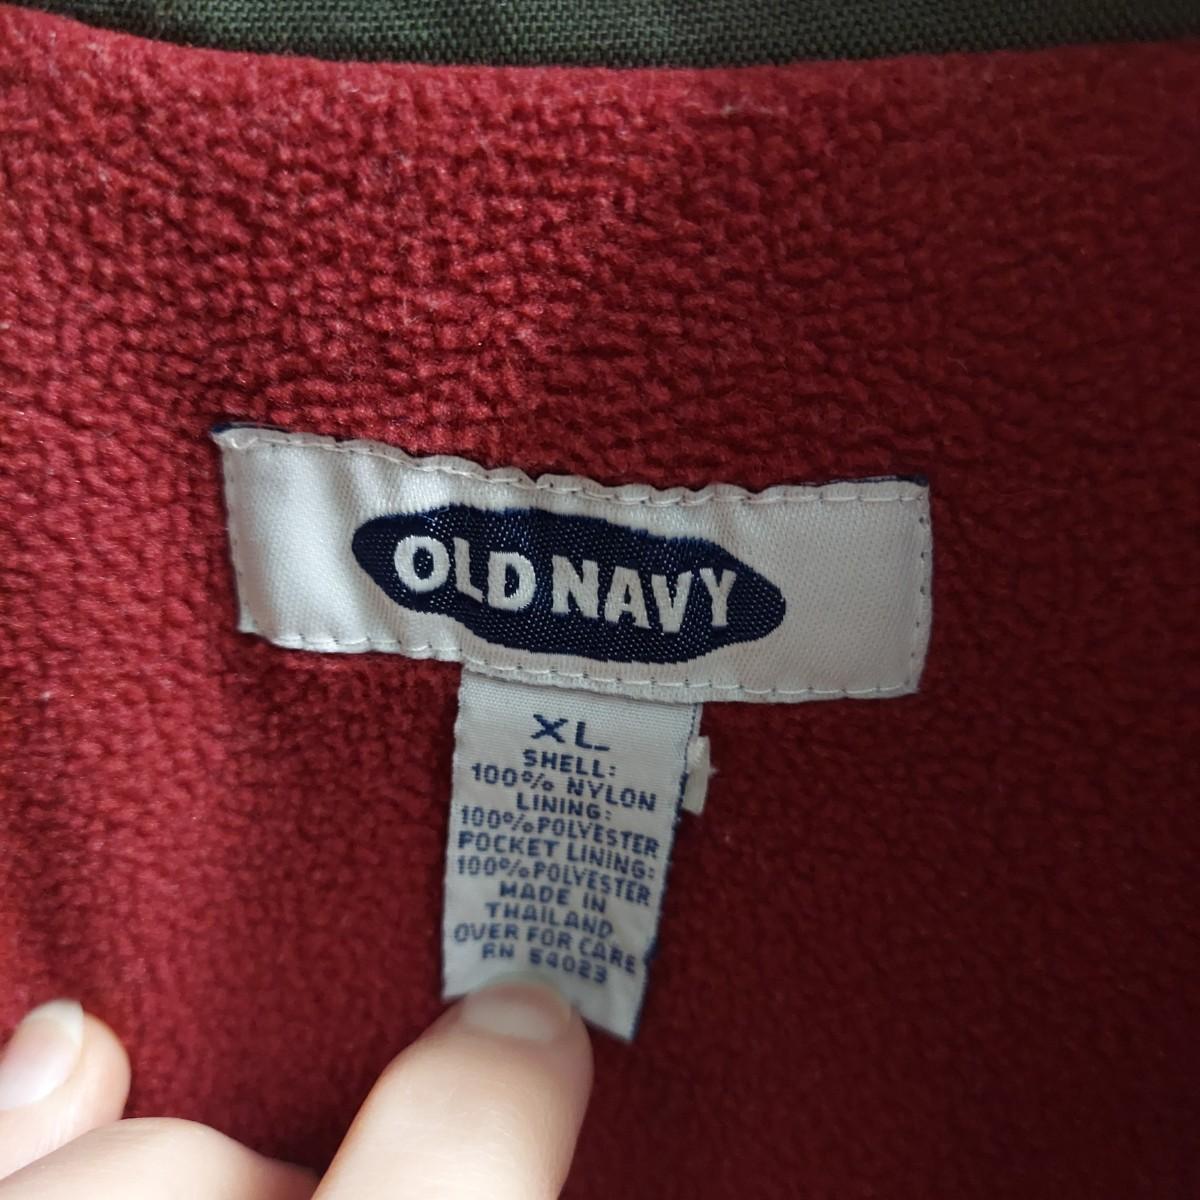 OLD NAVY
XL
SHELL:
100% NYLON
LINING:
100% POLYESTER
POCKET LINING:
100% POLYESTER
MADE IN
THAILAND
OVER FOR CARE
RN 54023